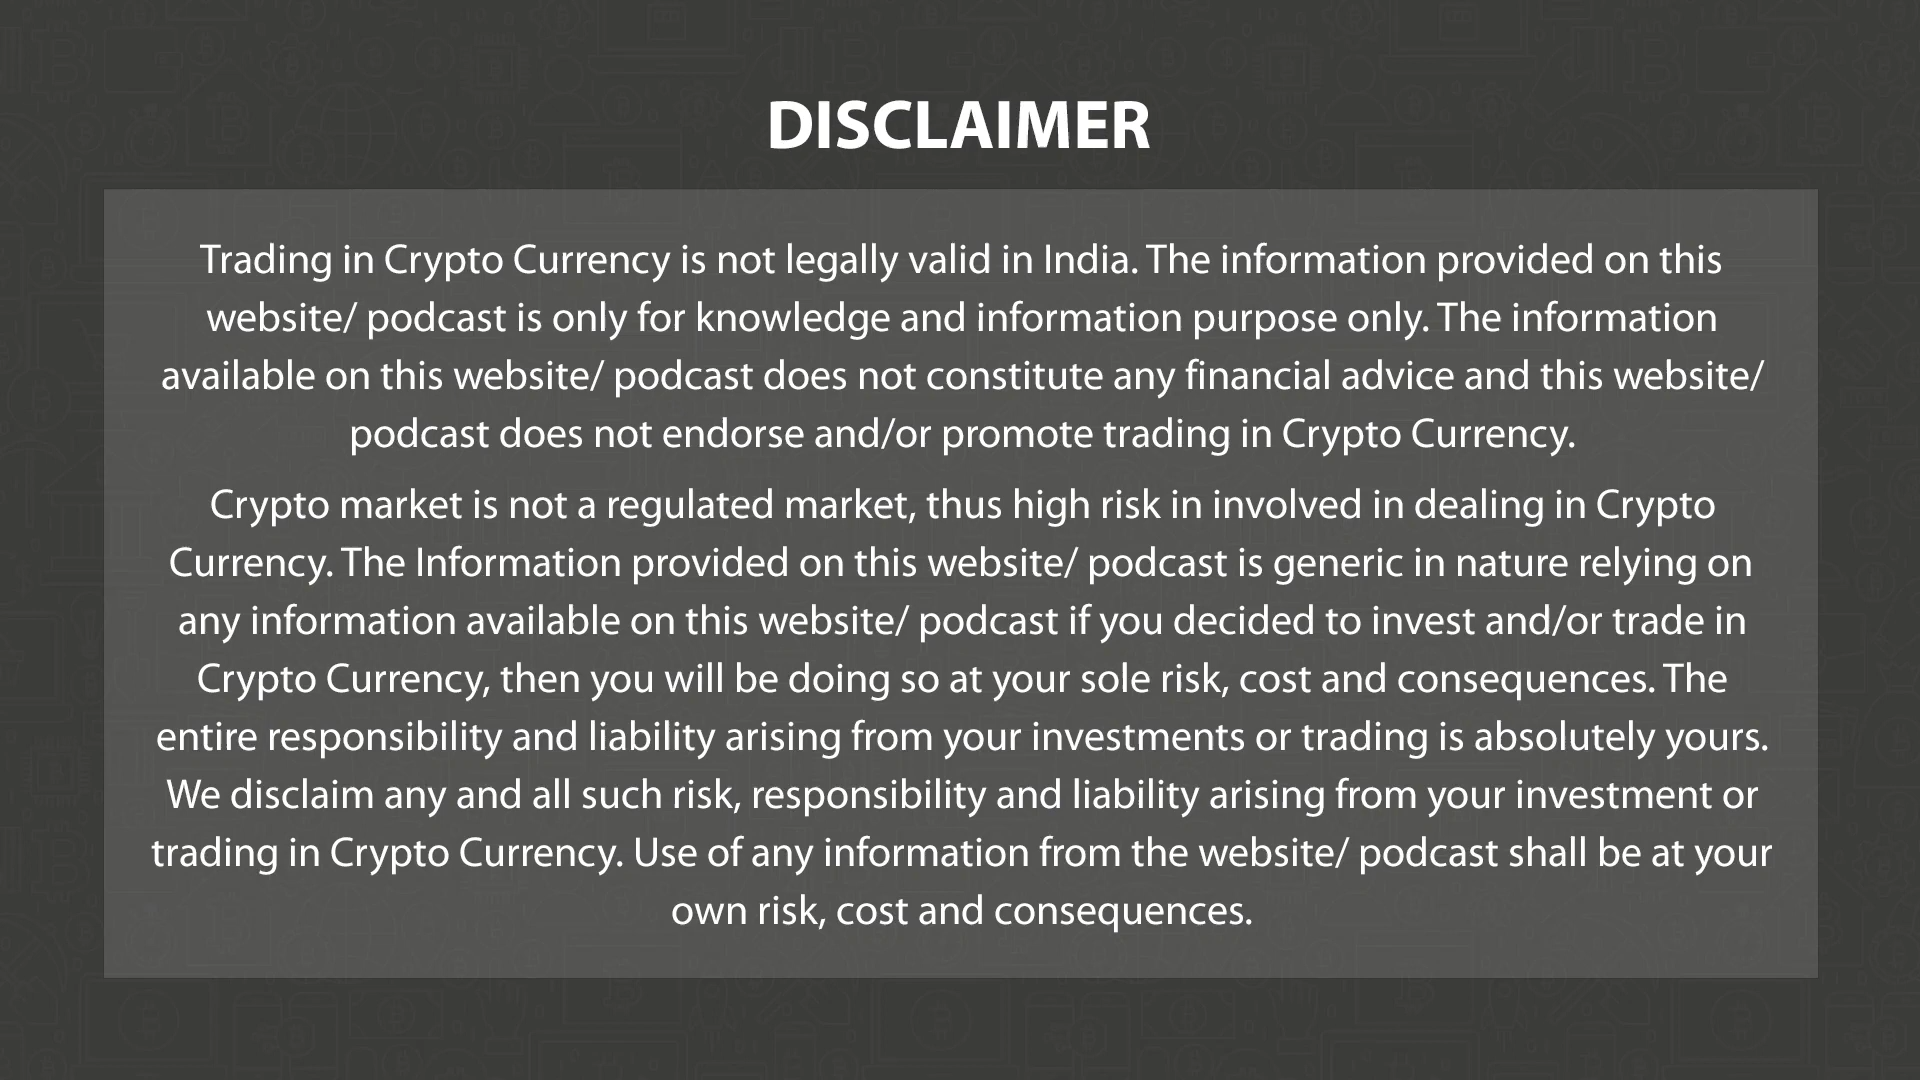 DISCLAIMER
Trading in Crypto Currency is not legally valid in India. The information provided on this
website/ podcast is only for knowledge and information purpose only. The information
available on this website/ podcast does not constitute any financial advice and this website/
podcast does not endorse and/or promote trading in Crypto Currency.
Crypto market is not a regulated market, thus high risk in involved in dealing in Crypto
Currency. The Information provided on this website/ podcast is generic in nature relying on
any information available on this website/ podcast if you decided to invest and/or trade in
Crypto Currency, then you will be doing so at your sole risk, cost and consequences. The
entire responsibility and liability arising from your investments or trading is absolutely yours.
We disclaim any and all such risk, responsibility and liability arising from your investment or
trading in Crypto Currency. Use of any information from the website/ podcast shall be at your
own risk, cost and consequences.